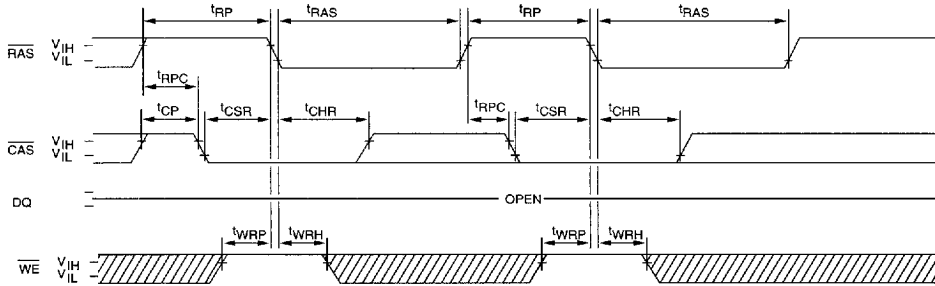 tRP tRAS tRP tRAS
RAS VIH
VIL
tRPC
tCP tCSR tCHR tRPC tCSR tCHR
CAS VIH
VIL
DQ OPEN
tWRP tWRH tWRP tWRH
WE VIH
VIL